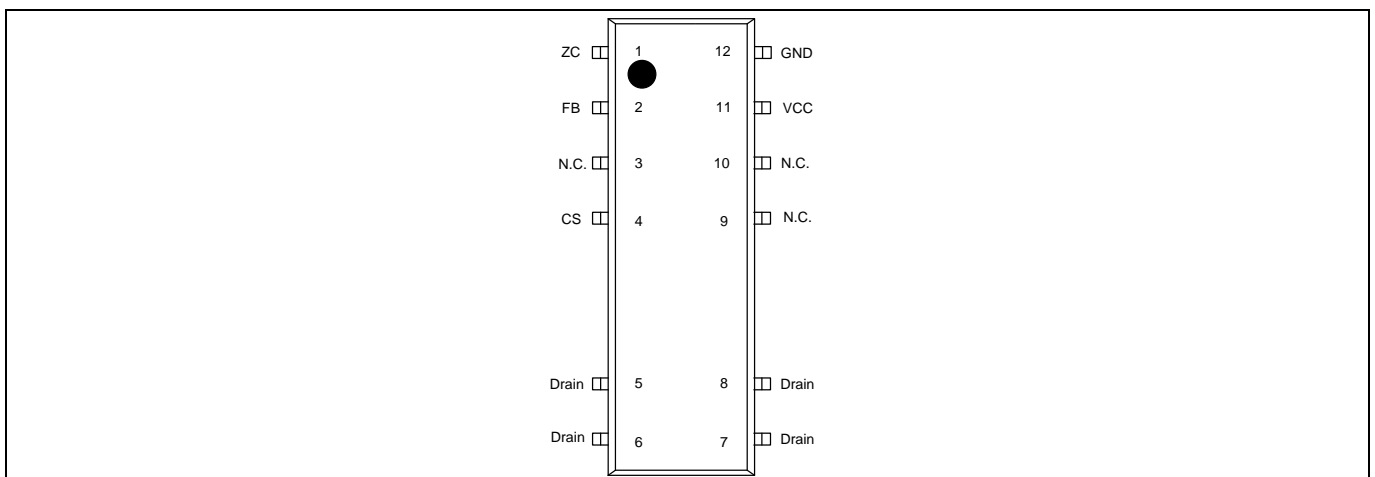 ZC 1 12 GND
FB 2 11 VCC
N.C. 3 10 N.C.
CS 4 9 N.C.
Drain 5 8 Drain
Drain 6 7 Drain